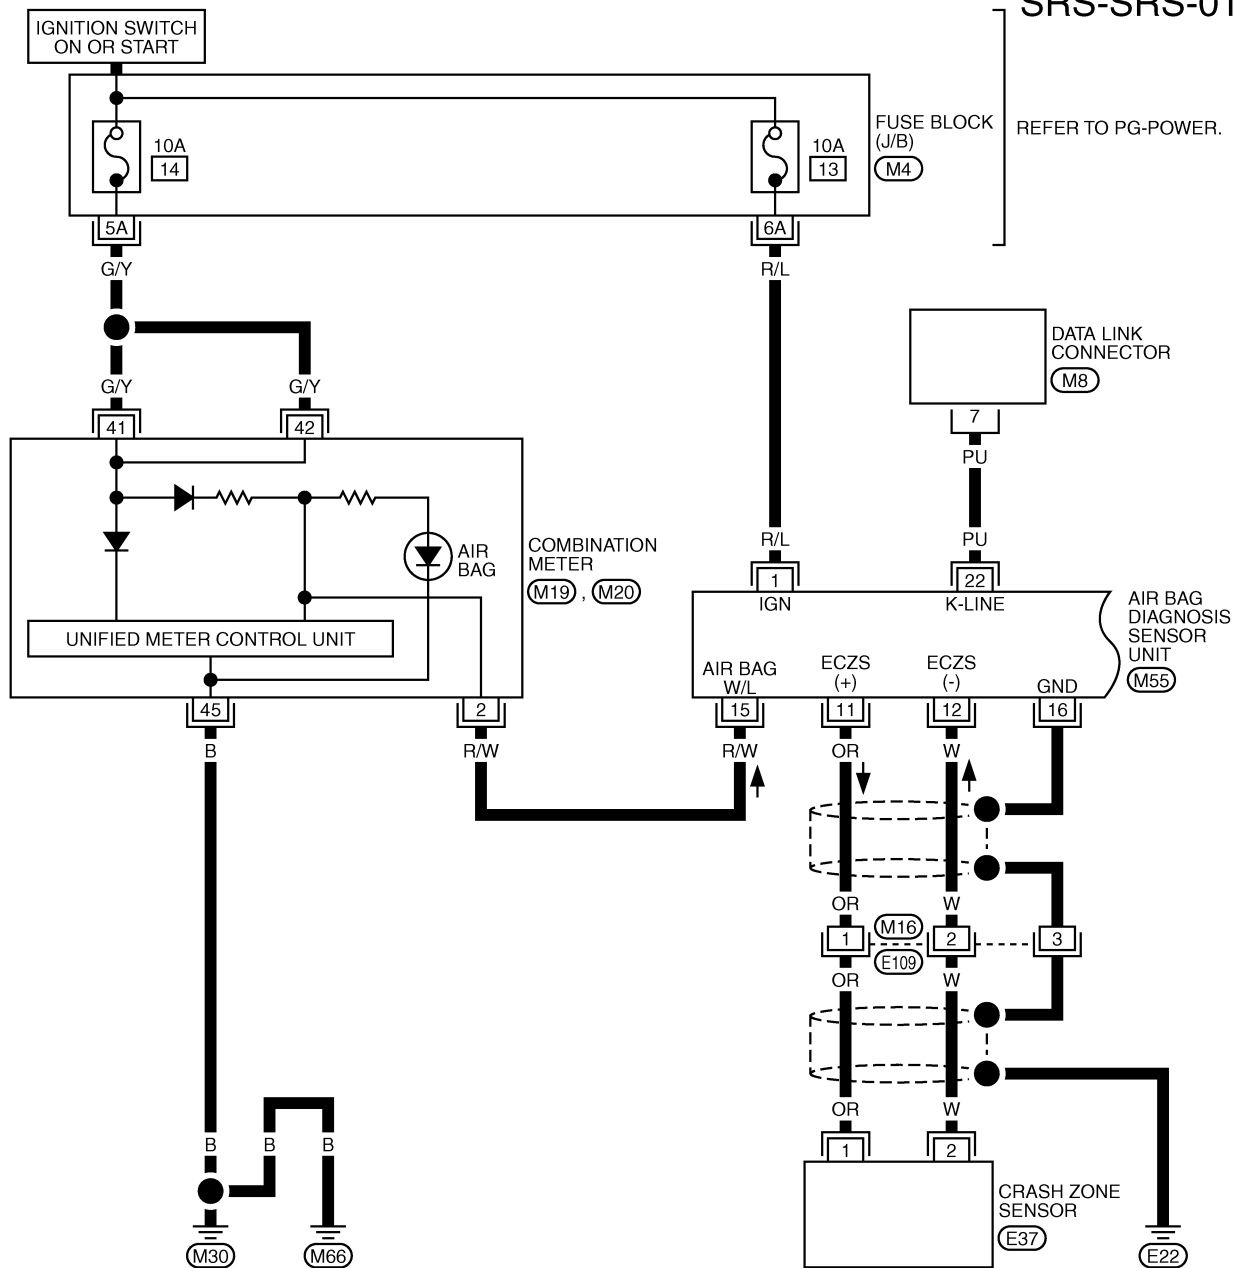 SRS-SRS-01
IGNITION SWITCH
ON OR START
10A
14
10A
13
FUSE BLOCK
(J/B)
M4
REFER TO PG-POWER.
5A
6A
G/Y
R/L
DATA LINK
CONNECTOR
M8
7
PU
G/Y
G/Y
41
42
AIR
BAG
COMBINATION
METER
M19 , M20
UNIFIED METER CONTROL UNIT
45
2
B
R/W
R/L
PU
1
22
IGN
K-LINE
AIR BAG
DIAGNOSIS
SENSOR
UNIT
M55
AIR BAG
W/L
ECZS
(+)
ECZS
(-)
GND
15
11
12
16
R/W
OR
W
OR
W
M16
1
2
3
E109
OR
W
OR
W
1
2
CRASH ZONE
SENSOR
E37
B
B
B
M30
M66
E22